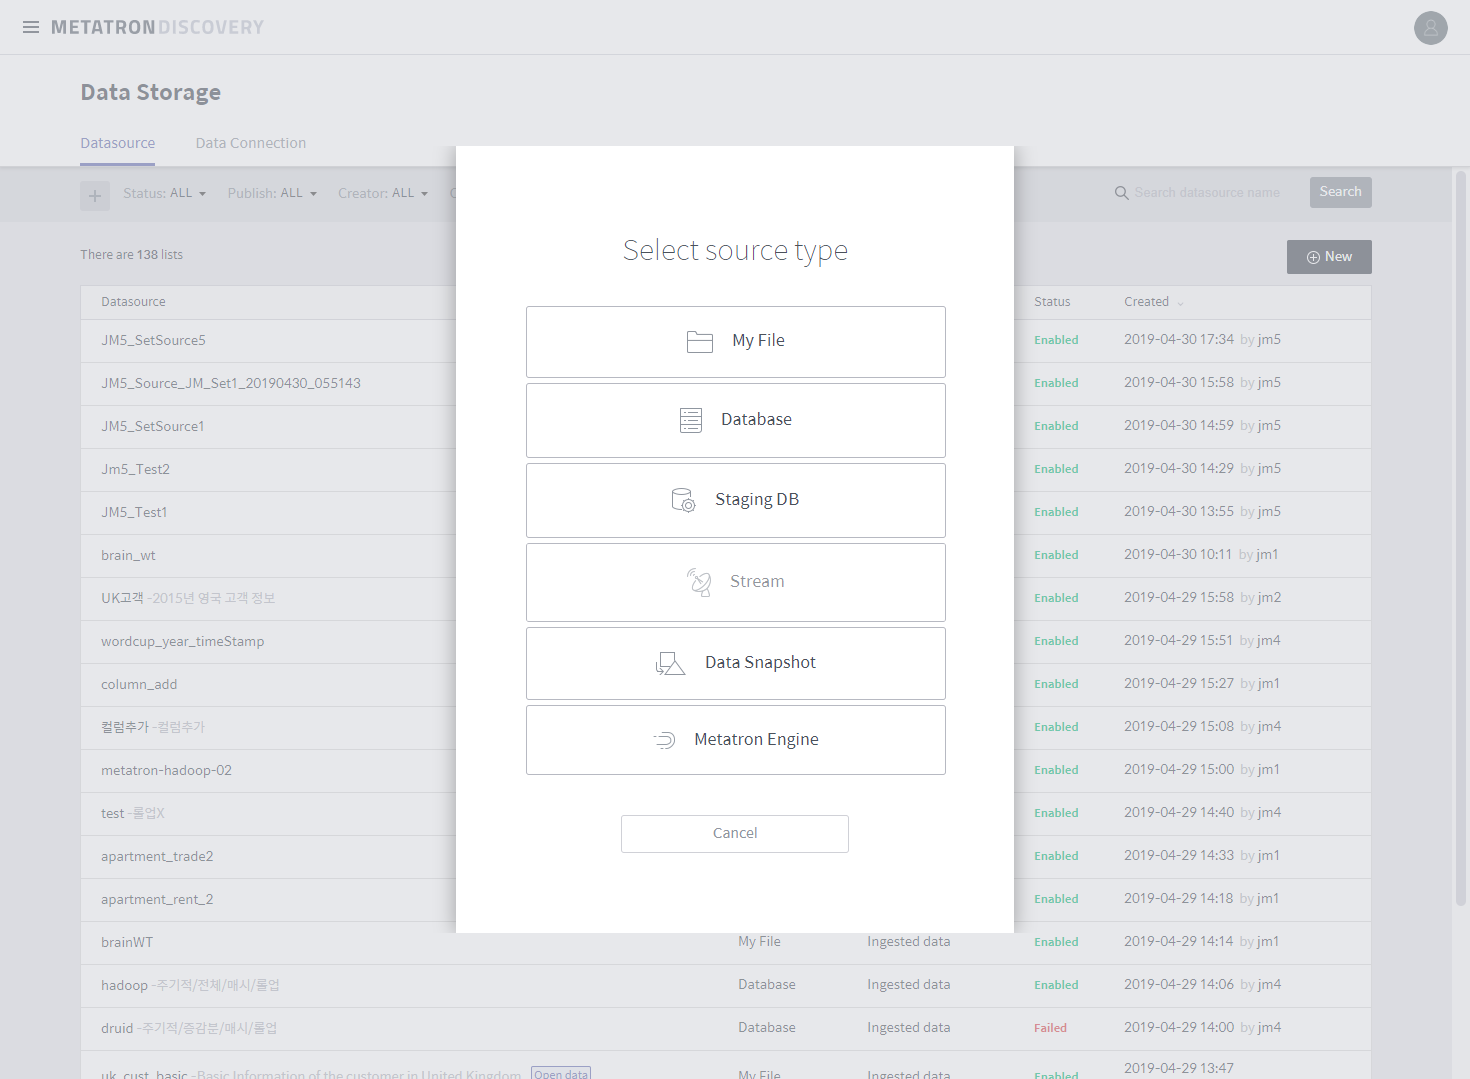 METATRON DISCOVERY
Data Storage
Datasource Data Connection
Status: ALL Publish: ALL Creator: ALL Search datasource name Search
There are 138 lists New
Datasource Status Created
JM5_SetSource5 Enabled 2019-04-30 17:34 by jm5
JM5_Source_JM_Set1_20190430_055143 Enabled 2019-04-30 15:58 by jm5
JM5_SetSource1 Enabled 2019-04-30 14:59 by jm5
Jm5_Test2 Enabled 2019-04-30 14:29 by jm5
JM5_Test1 Enabled 2019-04-30 13:55 by jm5
brain_wt Enabled 2019-04-30 10:11 by jm1
UK고객 -2015년 영국 고객 정보 Enabled 2019-04-29 15:58 by jm2
wordcup_year_timeStamp Enabled 2019-04-29 15:51 by jm4
column_add Enabled 2019-04-29 15:27 by jm1
컬럼추가 -컬럼추가 Enabled 2019-04-29 15:08 by jm4
metatron-hadoop-02 Enabled 2019-04-29 15:00 by jm1
test -롤업X Enabled 2019-04-29 14:40 by jm4
apartment_trade2 Enabled 2019-04-29 14:33 by jm1
apartment_rent_2 Enabled 2019-04-29 14:18 by jm1
brainWT My File Ingested data Enabled 2019-04-29 14:14 by jm1
hadoop -주기적/전체/매시/롤업 Database Ingested data Enabled 2019-04-29 14:06 by jm4
druid -주기적/증감분/매시/롤업 Database Ingested data Failed 2019-04-29 14:00 by jm4
uk_cust_basic -Basic Information of the customer in United Kingdom Open data My File Ingested data Enabled 2019-04-29 13:47
Select source type
My File
Database
Staging DB
Stream
Data Snapshot
Metatron Engine
Cancel